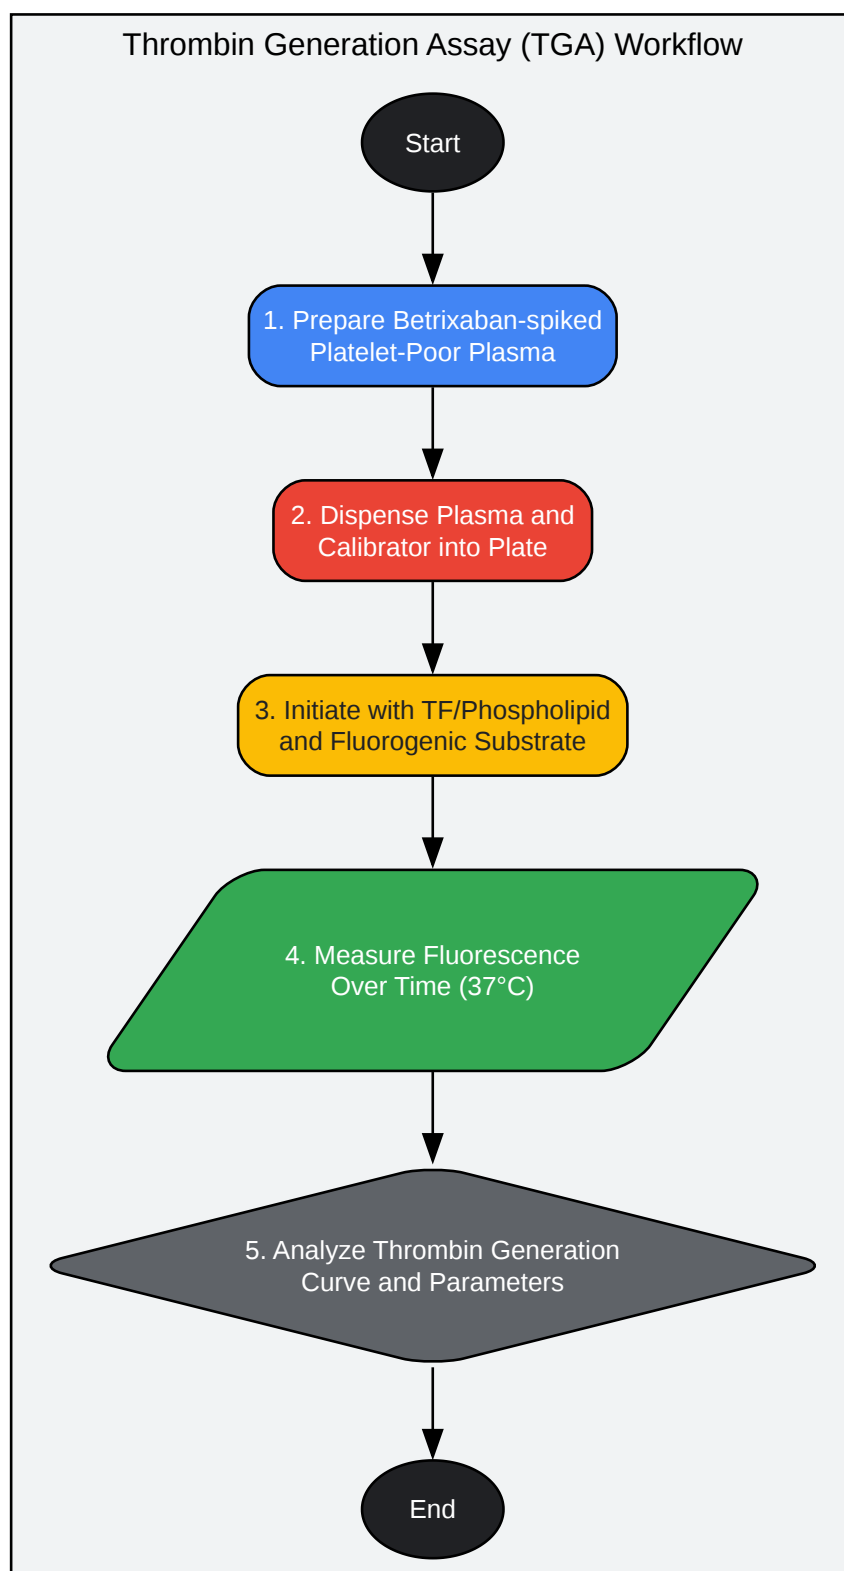 Thrombin Generation Assay (TGA) Workflow
Start
1. Prepare Betrixaban-spiked
Platelet-Poor Plasma
2. Dispense Plasma and
Calibrator into Plate
3. Initiate with TF/Phospholipid
and Fluorogenic Substrate
4. Measure Fluorescence
Over Time (37°C)
5. Analyze Thrombin Generation
Curve and Parameters
End